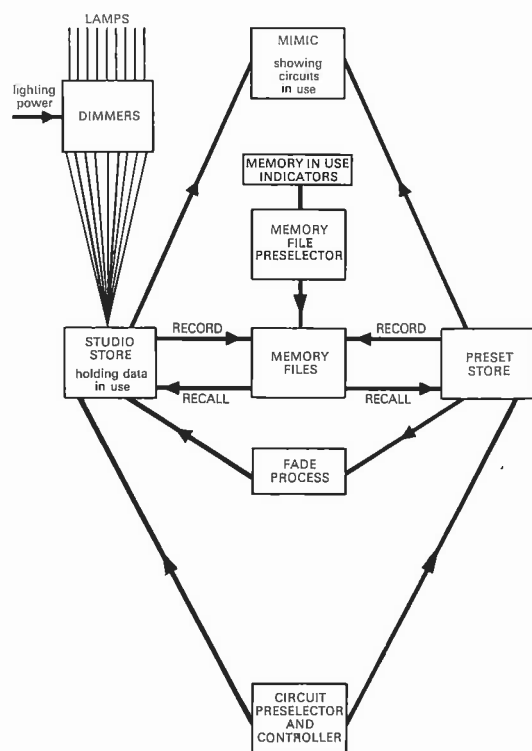 LAMPS
lighting
power
DIMMERS
MIMIC
showing
circuits
in use
MEMORY IN USE
INDICATORS
MEMORY
FILE
PRESELECTOR
STUDIO
STORE
holding data
in use
RECORD
RECALL
MEMORY
FILES
RECORD
RECALL
PRESET
STORE
FADE
PROCESS
CIRCUIT
PRESELECTOR
AND
CONTROLLER